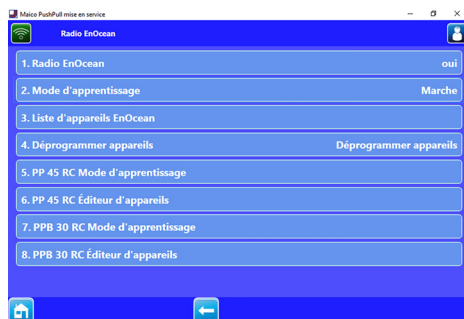 Maico PushPull mise en service
Radio EnOcean
1. Radio EnOcean oui
2. Mode d'apprentissage Marche
3. Liste d'appareils EnOcean
4. Déprogrammer appareils Déprogrammer appareils
5. PP 45 RC Mode d'apprentissage
6. PP 45 RC Éditeur d'appareils
7. PPB 30 RC Mode d'apprentissage
8. PPB 30 RC Éditeur d'appareils